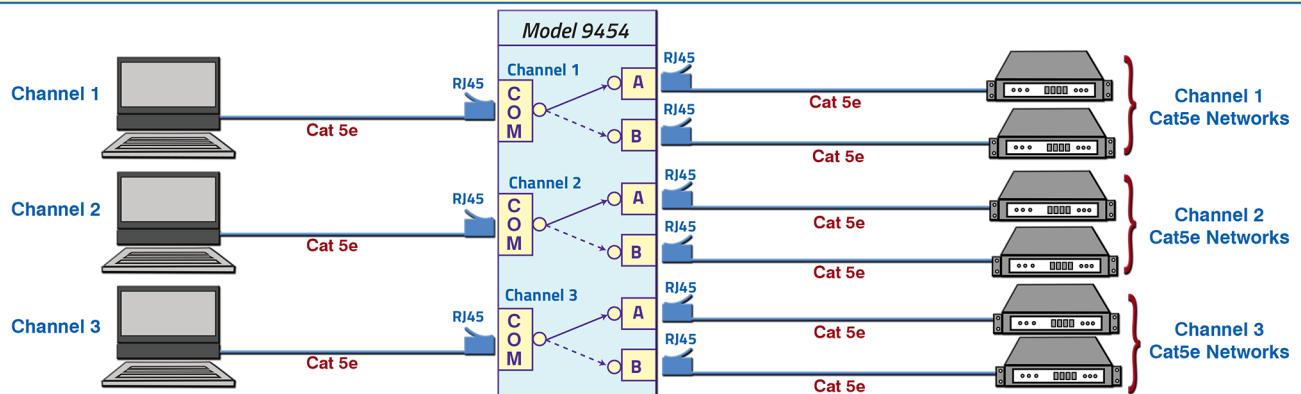 Model 9454
Channel 1
RJ45
Cat 5e
Channel 1
C
O
M
A
B
RJ45
Cat 5e
RJ45
Cat 5e
Channel 1
Cat5e Networks
Channel 2
RJ45
Cat 5e
Channel 2
C
O
M
A
B
RJ45
Cat 5e
RJ45
Cat 5e
Channel 2
Cat5e Networks
Channel 3
RJ45
Cat 5e
Channel 3
C
O
M
A
B
RJ45
Cat 5e
RJ45
Cat 5e
Channel 3
Cat5e Networks